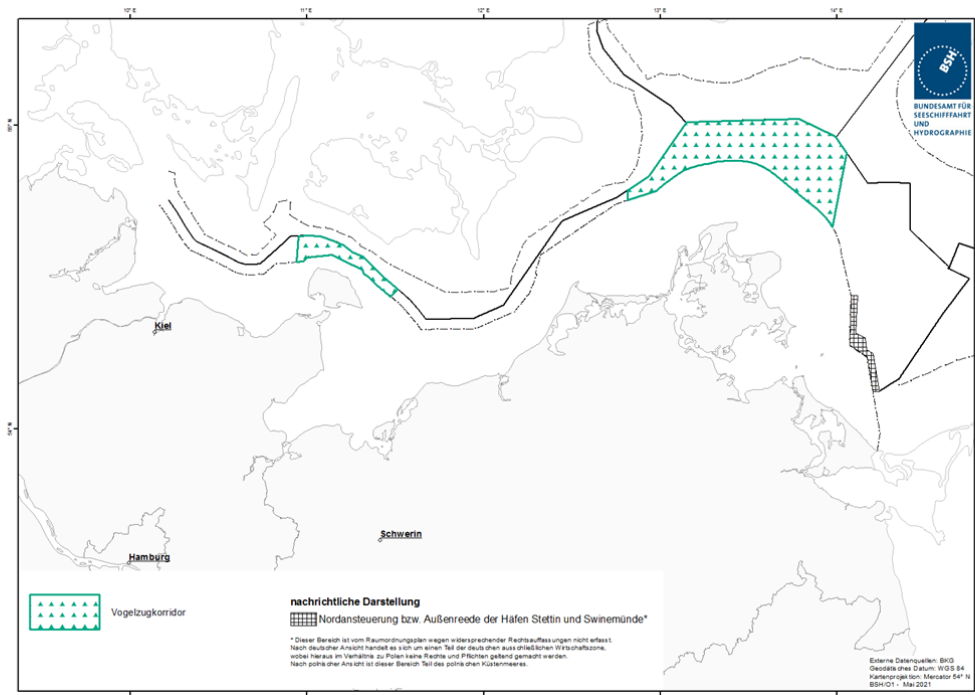 10° E
11° E
12° E
13° E
14° E
BSH
BUNDESAMT FÜR
SEESCHIFFFAHRT
UND
HYDROGRAPHIE
Kiel
54° N
Schwerin
Hamburg
Vogelzugkorridor
nachrichtliche Darstellung
Nordansteuerung bzw. Außenreede der Häfen Stettin und Swinemünde*
* Dieser Bereich ist vom Raumordnungsplan wegen widersprechender Rechtsauffassungen nicht erfasst.
Nach deutscher Ansicht handelt es sich um einen Teil der deutschen ausschließlichen Wirtschaftszone,
wobei hieraus im Verhältnis zu Polen keine Rechte und Pflichten geltend gemacht werden.
Nach polnischer Ansicht ist dieser Bereich Teil des polnischen Küstenmeeres.
Externe Datenquellen: BKG
Geodätisches Datum: WGS 84
Kartenprojektion: Mercator 54° N
BSH/O1 - Mai 2021